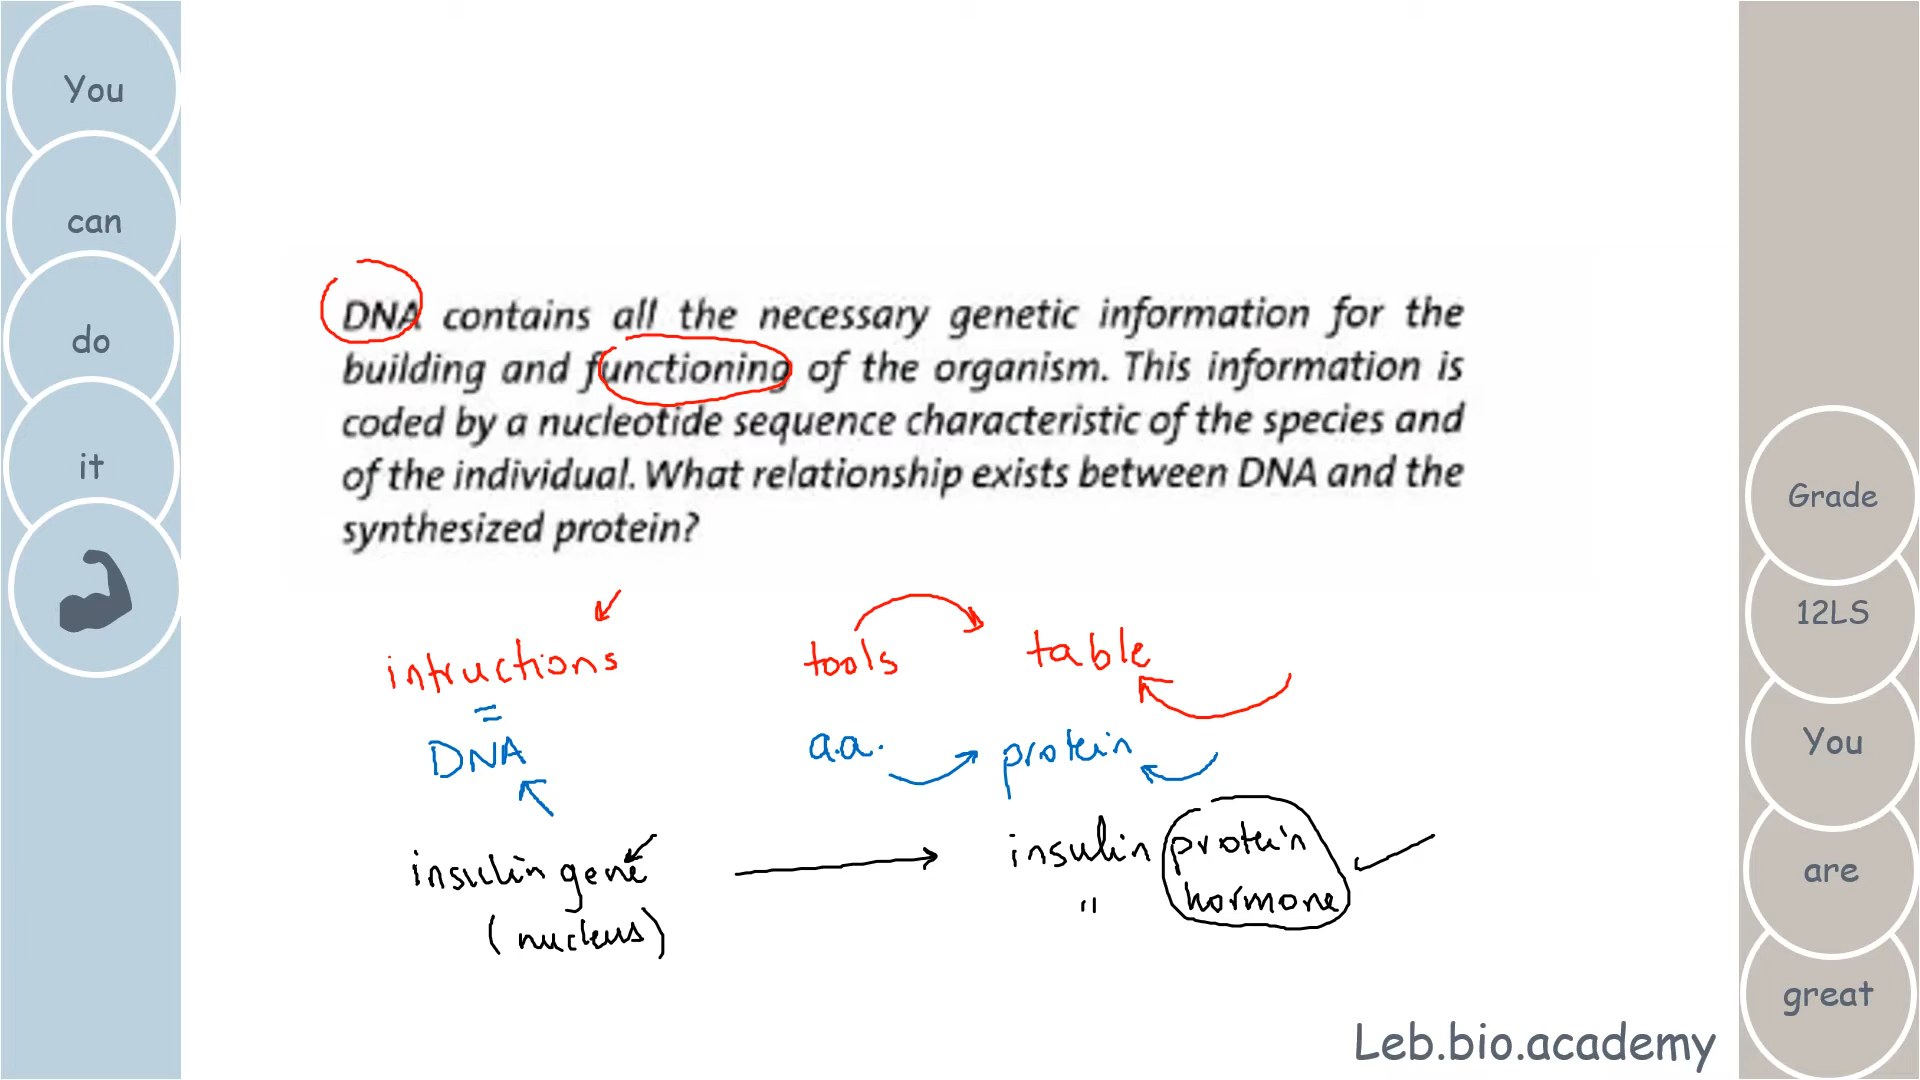 You
can
do
it
DNA contains all the necessary genetic information for the
building and functioning of the organism. This information is
coded by a nucleotide sequence characteristic of the species and
of the individual. What relationship exists between DNA and the
synthesized protein?
intructions tools table
=
DNA a.a. protein
insulin gene insulin protein
(nucleus) " hormone
Grade
12LS
You
are
great
Leb.bio.academy